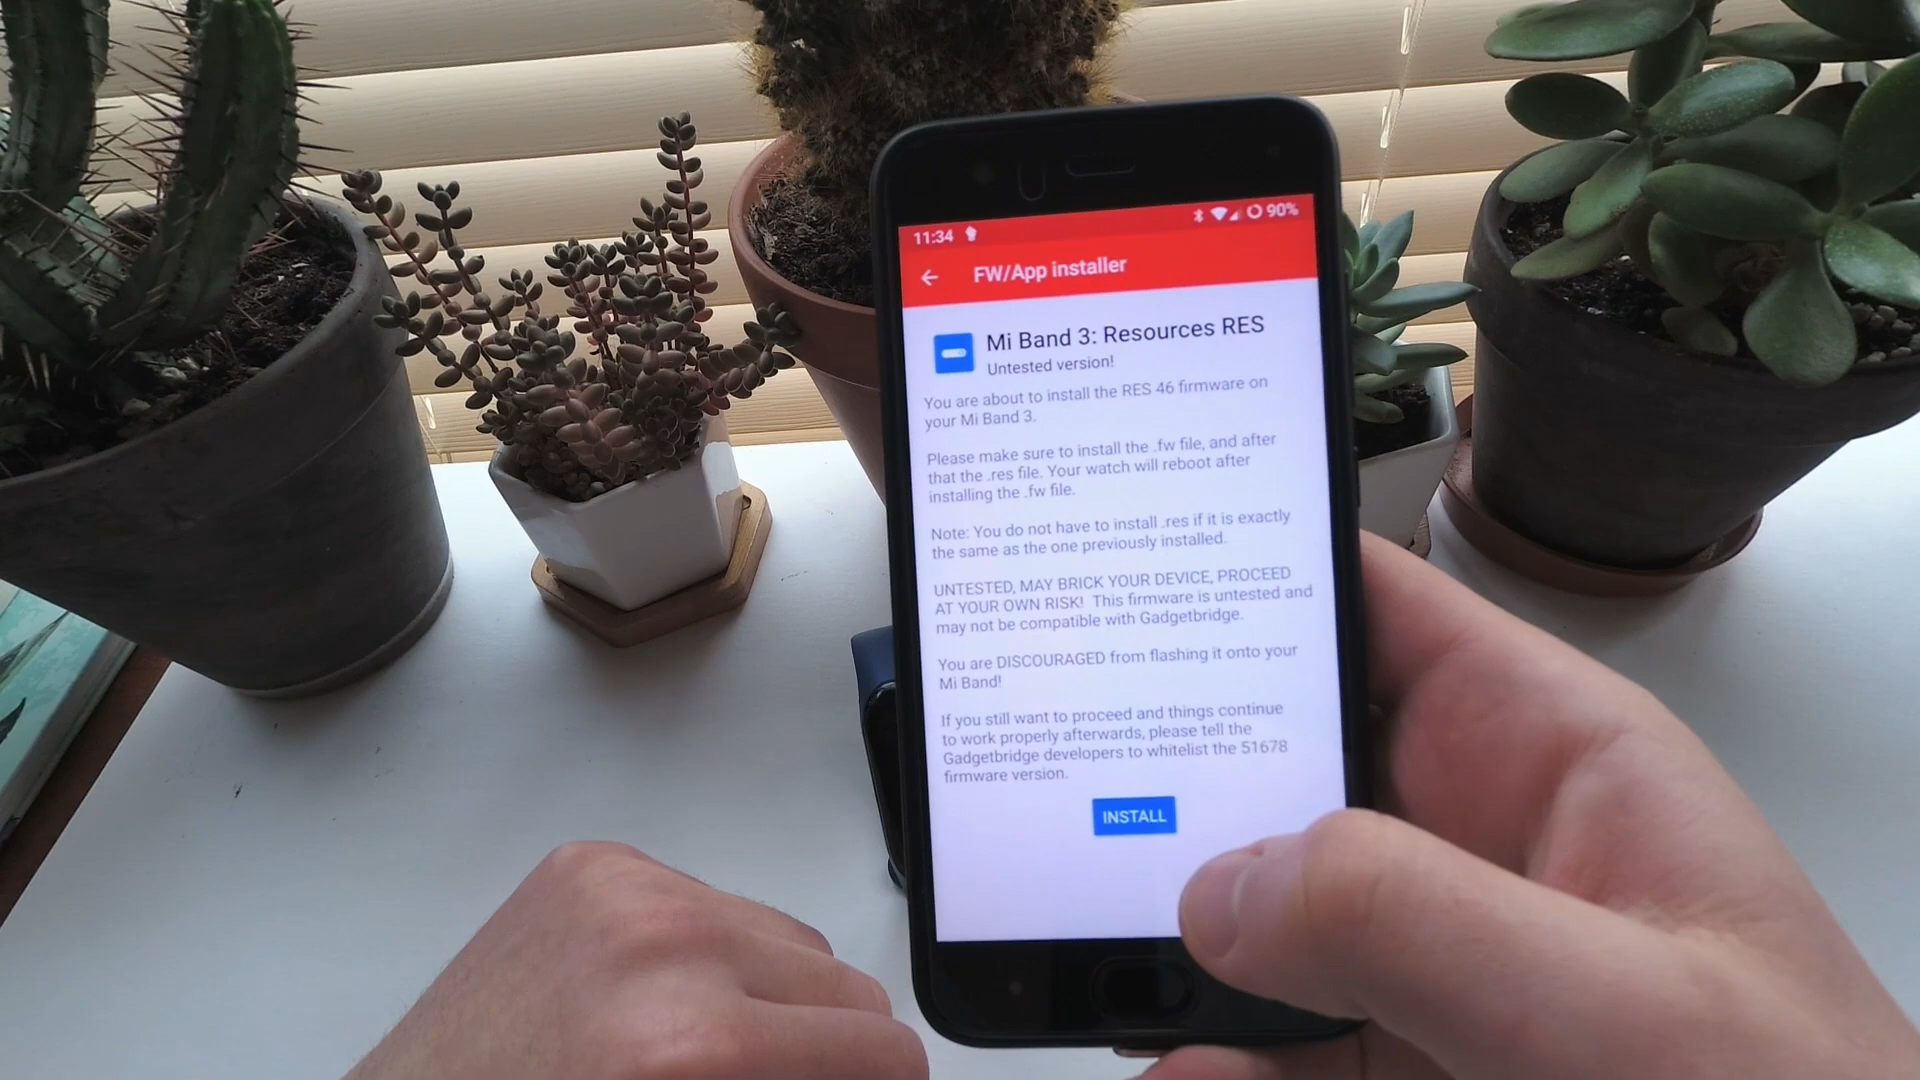 11:34 90%
FW/App installer
Mi Band 3: Resources RES
Untested version!
You are about to install the RES 46 firmware on
your Mi Band 3.
Please make sure to install the .fw file, and after
that the .res file. Your watch will reboot after
installing the .fw file.
Note: You do not have to install .res if it is exactly
the same as the one previously installed.
UNTESTED, MAY BRICK YOUR DEVICE, PROCEED
AT YOUR OWN RISK! This firmware is untested and
may not be compatible with Gadgetbridge.
You are DISCOURAGED from flashing it onto your
Mi Band!
If you still want to proceed and things continue
to work properly afterwards, please tell the
Gadgetbridge developers to whitelist the 51678
firmware version.
INSTALL